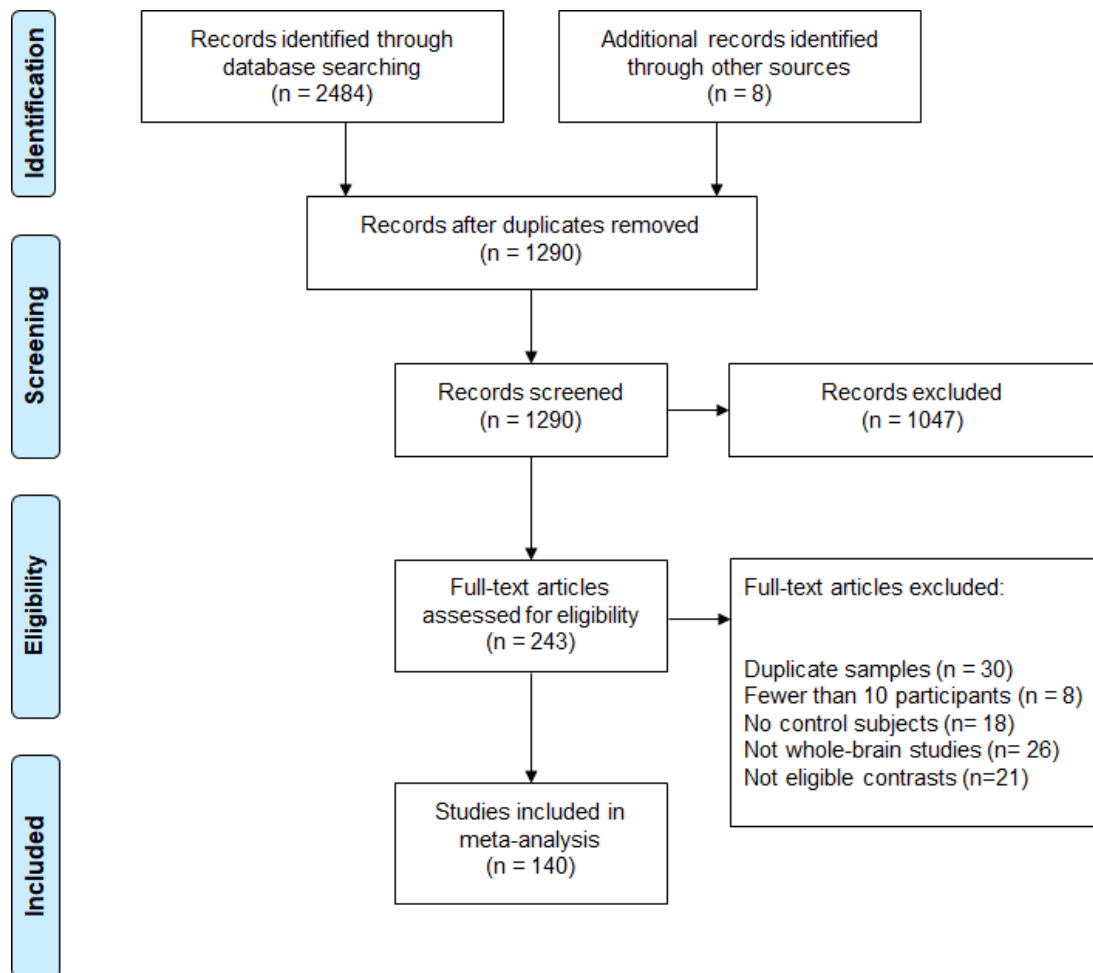 Identification
Records identified through
database searching
(n = 2484)
Additional records identified
through other sources
(n = 8)
Records after duplicates removed
(n = 1290)
Screening
Records screened
(n = 1290)
Records excluded
(n = 1047)
Eligibility
Full-text articles
assessed for eligibility
(n = 243)
Full-text articles excluded:
Duplicate samples (n = 30)
Fewer than 10 participants (n = 8)
No control subjects (n= 18)
Not whole-brain studies (n= 26)
Not eligible contrasts (n=21)
Included
Studies included in
meta-analysis
(n = 140)